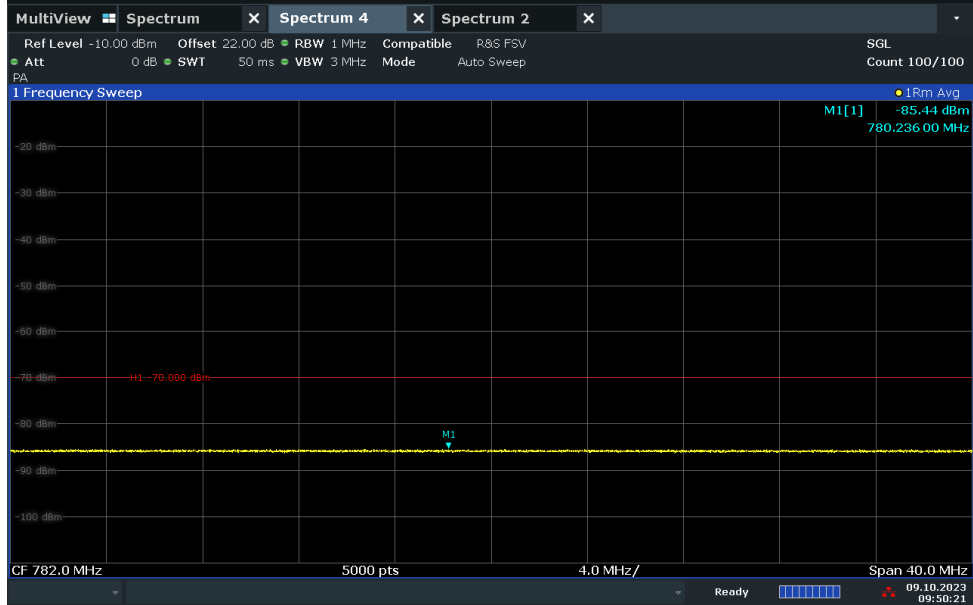 MultiView Spectrum X Spectrum 4 X Spectrum 2 X
Ref Level -10.00 dBm Offset 22.00 dB RBW 1 MHz Compatible R&S FSV SGL
Att 0 dB SWT 50 ms VBW 3 MHz Mode Auto Sweep Count 100/100
PA
1 Frequency Sweep 1Rm Avg
M1[1] -85.44 dBm
780.236 00 MHz
-20 dBm
-30 dBm
-40 dBm
-50 dBm
-60 dBm
-70 dBm H1 -70.000 dBm
-80 dBm
M1
-90 dBm
-100 dBm
CF 782.0 MHz 5000 pts 4.0 MHz/ Span 40.0 MHz
Ready 09.10.2023
09:50:21